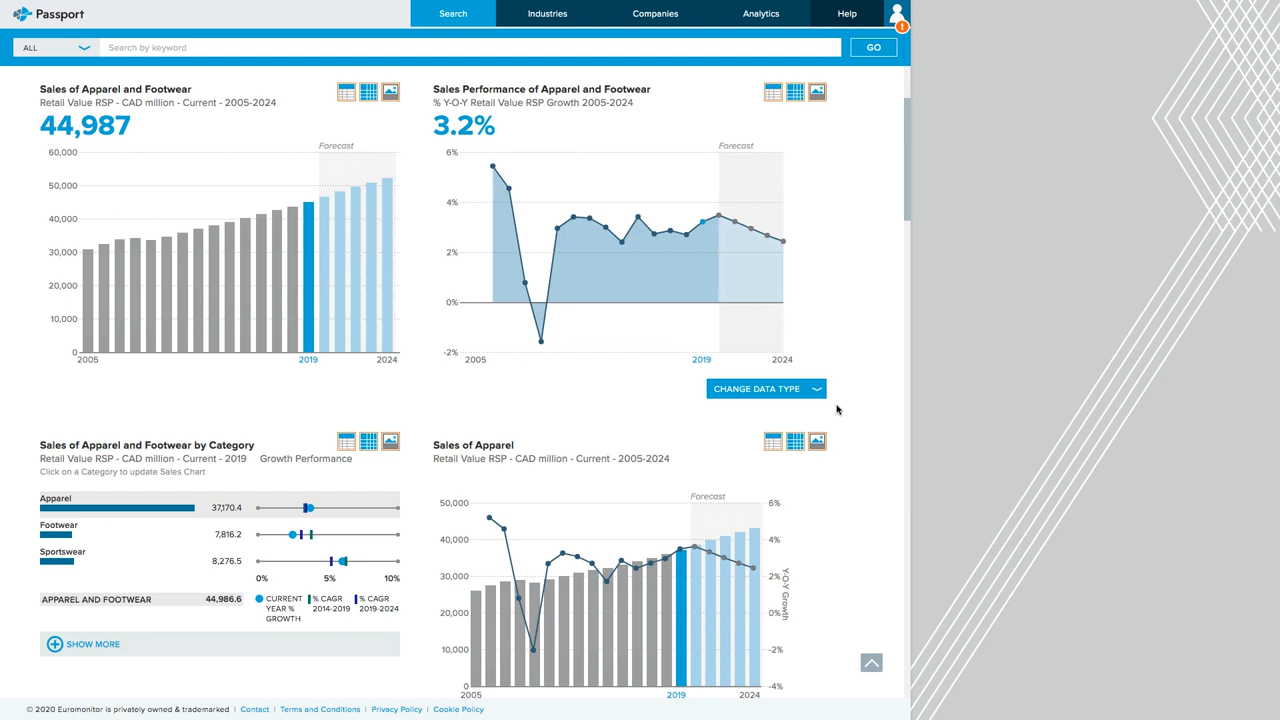 Passport
Search
Industries
Companies
Analytics
Help
!
ALL
Search by keyword
GO
Sales of Apparel and Footwear
Retail Value RSP - CAD million - Current - 2005-2024
44,987
Forecast
60,000
50,000
40,000
30,000
20,000
10,000
0
2005
2019
2024
Sales Performance of Apparel and Footwear
% Y-O-Y Retail Value RSP Growth 2005-2024
3.2%
Forecast
6%
4%
2%
0%
-2%
2005
2019
2024
CHANGE DATA TYPE
Sales of Apparel and Footwear by Category
Retail Value RSP - CAD million - Current - 2019
Growth Performance
Click on a Category to update Sales Chart
Apparel
37,170.4
Footwear
7,816.2
Sportswear
8,276.5
0%
5%
10%
APPAREL AND FOOTWEAR
44,986.6
CURRENT
YEAR %
GROWTH
% CAGR
2014-2019
% CAGR
2019-2024
SHOW MORE
Sales of Apparel
Retail Value RSP - CAD million - Current - 2005-2024
Forecast
50,000
40,000
30,000
20,000
10,000
0
6%
4%
2%
0%
-2%
-4%
Y-O-Y Growth
2005
2019
2024
© 2020 Euromonitor is privately owned & trademarked
Contact
Terms and Conditions
Privacy Policy
Cookie Policy